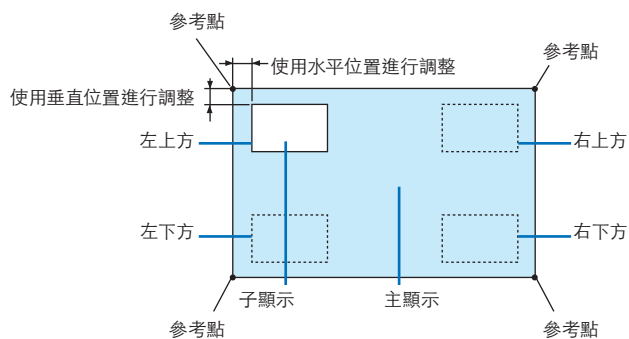 參考點
參考點
使用水平位置進行調整
使用垂直位置進行調整
左上方
右上方
左下方
右下方
子顯示
主顯示
參考點
參考點